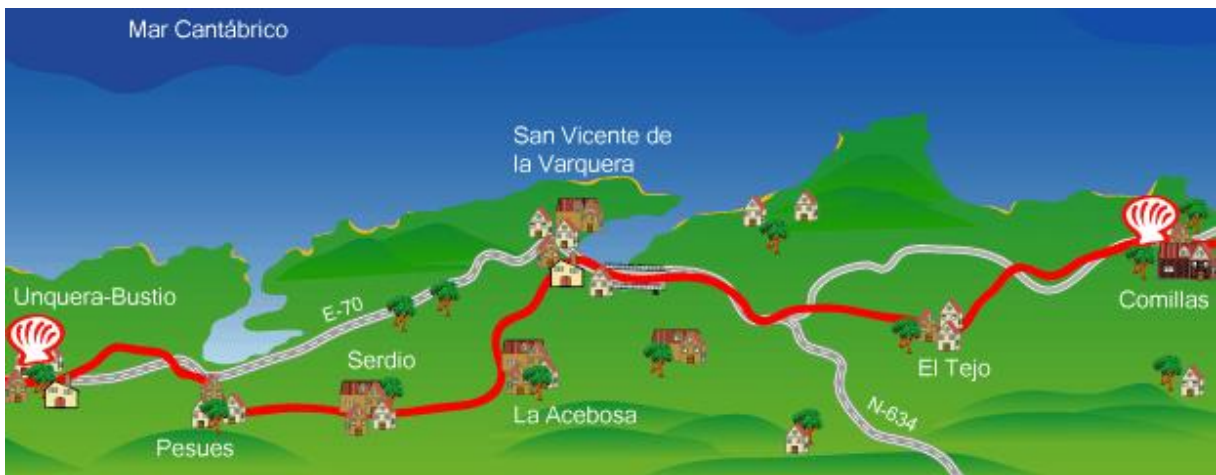 Mar Cantábrico
San Vicente de
la Varquera
Unquera-Bustio
E-70
Comillas
Serdio
El Tejo
La Acebosa
N-634
Pesues